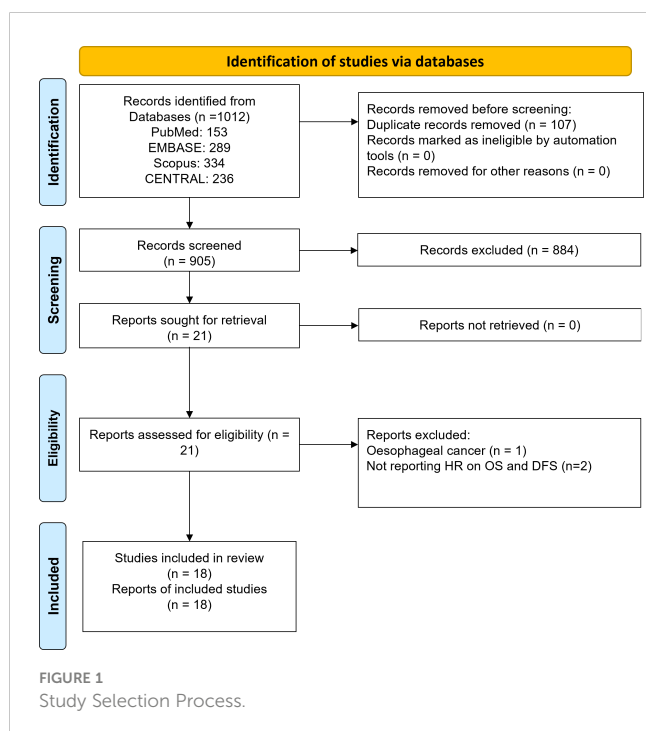 Identification of studies via databases
Identification
Records identified from
Databases (n =1012)
PubMed: 153
EMBASE: 289
Scopus: 334
CENTRAL: 236
Records removed before screening:
Duplicate records removed (n = 107)
Records marked as ineligible by automation
tools (n = 0)
Records removed for other reasons (n = 0)
Screening
Records screened
(n = 905)
Records excluded (n = 884)
Reports sought for retrieval
(n = 21)
Reports not retrieved (n = 0)
Eligibility
Reports assessed for eligibility (n =
21)
Reports excluded:
Oesophageal cancer (n = 1)
Not reporting HR on OS and DFS (n=2)
Included
Studies included in review
(n = 18)
Reports of included studies
(n = 18)
FIGURE 1
Study Selection Process.